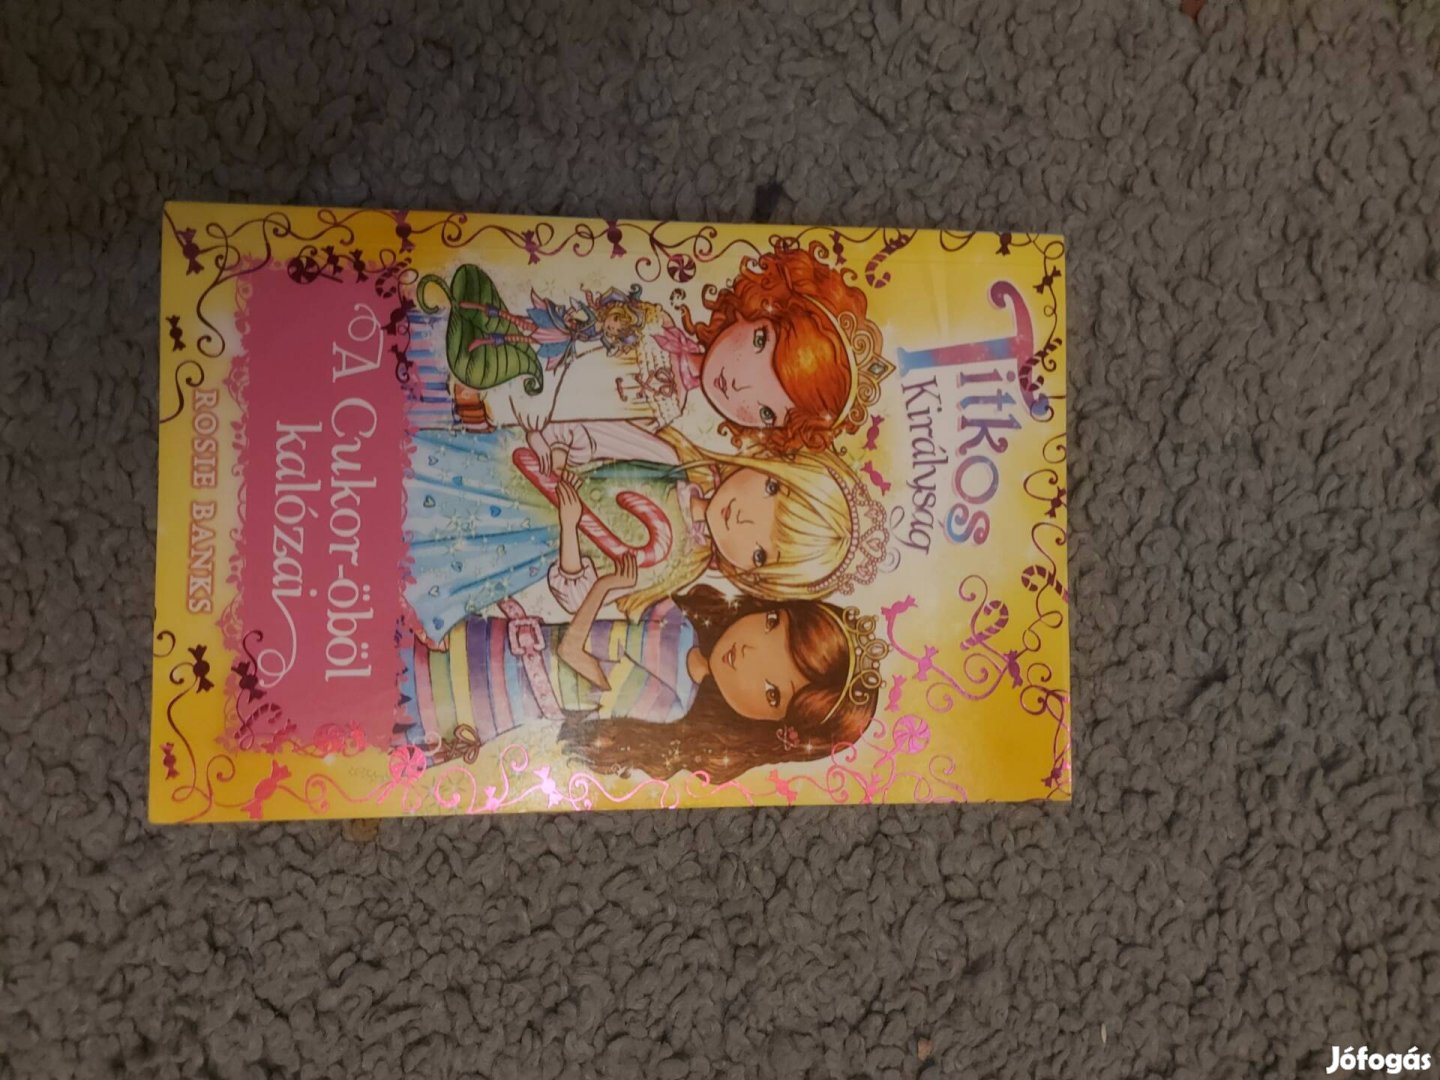 Titkos
Királyság
A Cukor-öböl
kalózai
ROSIE BANKS
Jófogás